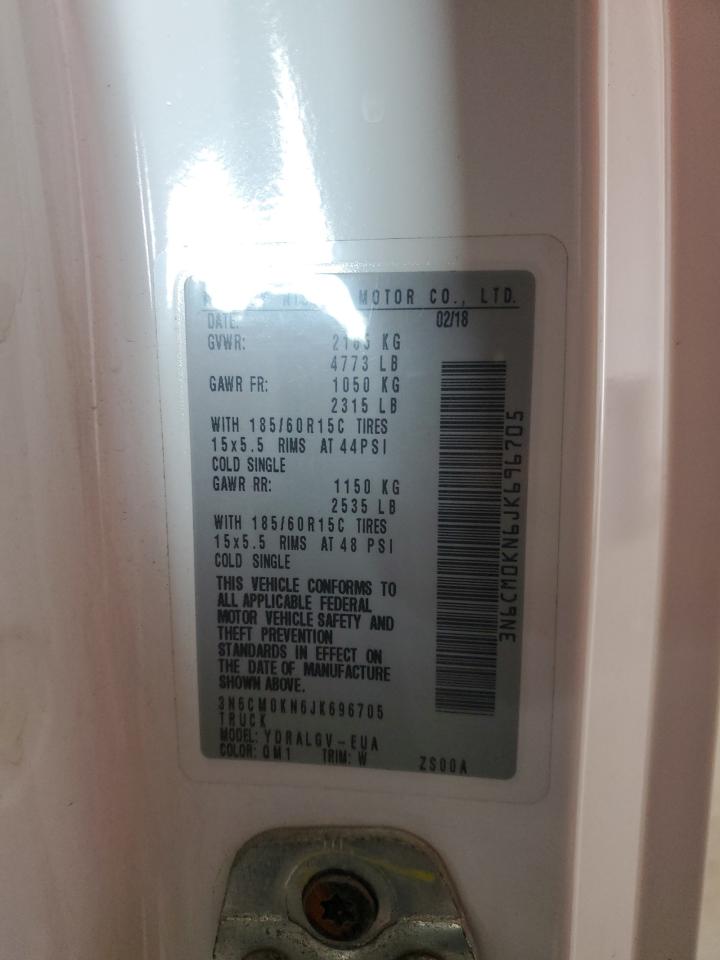 MOTOR CO., LTD.
DATE: 02/18
GVWR: KG
4773 LB
GAWR FR: 1050 KG
2315 LB
WITH 185/60R15C TIRES
15x5.5 RIMS AT 44PSI
COLD SINGLE
GAWR RR: 1150 KG
2535 LB
WITH 185/60R15C TIRES
15x5.5 RIMS AT 48 PSI
COLD SINGLE
THIS VEHICLE CONFORMS TO
ALL APPLICABLE FEDERAL
MOTOR VEHICLE SAFETY AND
THEFT PREVENTION
STANDARDS IN EFFECT ON
THE DATE OF MANUFACTURE
SHOWN ABOVE.
3N6CM0KN6JK696705
TRUCK
MODEL: YDRALGV-EUA
COLOR: QM1 TRIM: W ZS00A
3N6CM0KN6JK696705